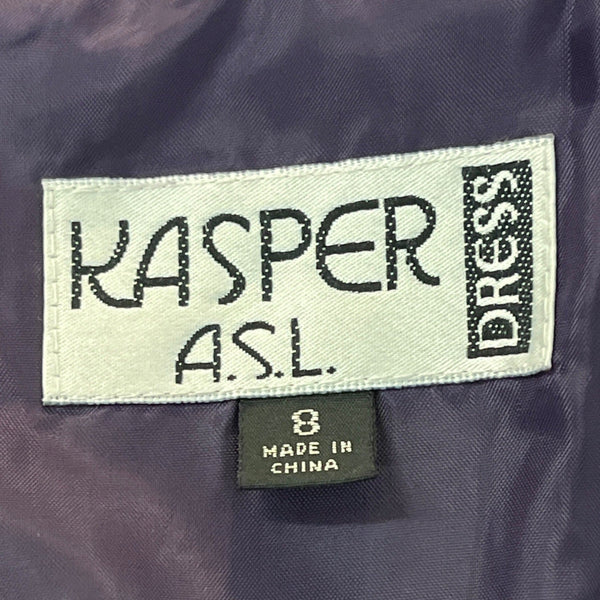 KASPER
A.S.L.
DRESS
8
MADE IN
CHINA